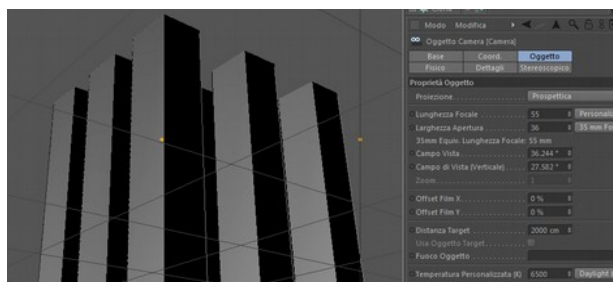 Modo Modifica
Oggetto Camera [Camera]
Base Coord. Oggetto
Fisico Dettagli Stereoscopico
Proprietà Oggetto
Proiezione Prospettica
Lunghezza Focale 55
Larghezza Apertura 36 35 mm
35mm Equiv. Lunghezza Focale: 55 mm
Campo Vista 36.244 °
Campo di Vista (Verticale) 27.582 °
Zoom 1
Offset Film X 0 %
Offset Film Y 0 %
Distanza Target 2000 cm
Usa Oggetto Target
Fuoco Oggetto
Temperatura Personalizzata (K) 6500 Daylight